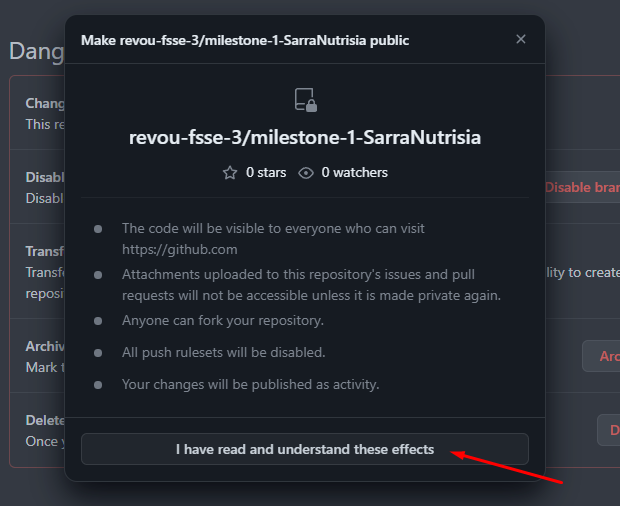 Make revou-fsse-3/milestone-1-SarraNutrisia public
Dang
revou-fsse-3/milestone-1-SarraNutrisia
0 stars 0 watchers
Chang
This re
Disabl
Disabl
Disable bran
The code will be visible to everyone who can visit
https://github.com
Attachments uploaded to this repository's issues and pull
requests will not be accessible unless it is made private again.
Anyone can fork your repository.
All push rulesets will be disabled.
Your changes will be published as activity.
Transf
Transfe
lity to create
reposi
Archiv
Mark t
Arc
Delete
Once y
D
I have read and understand these effects